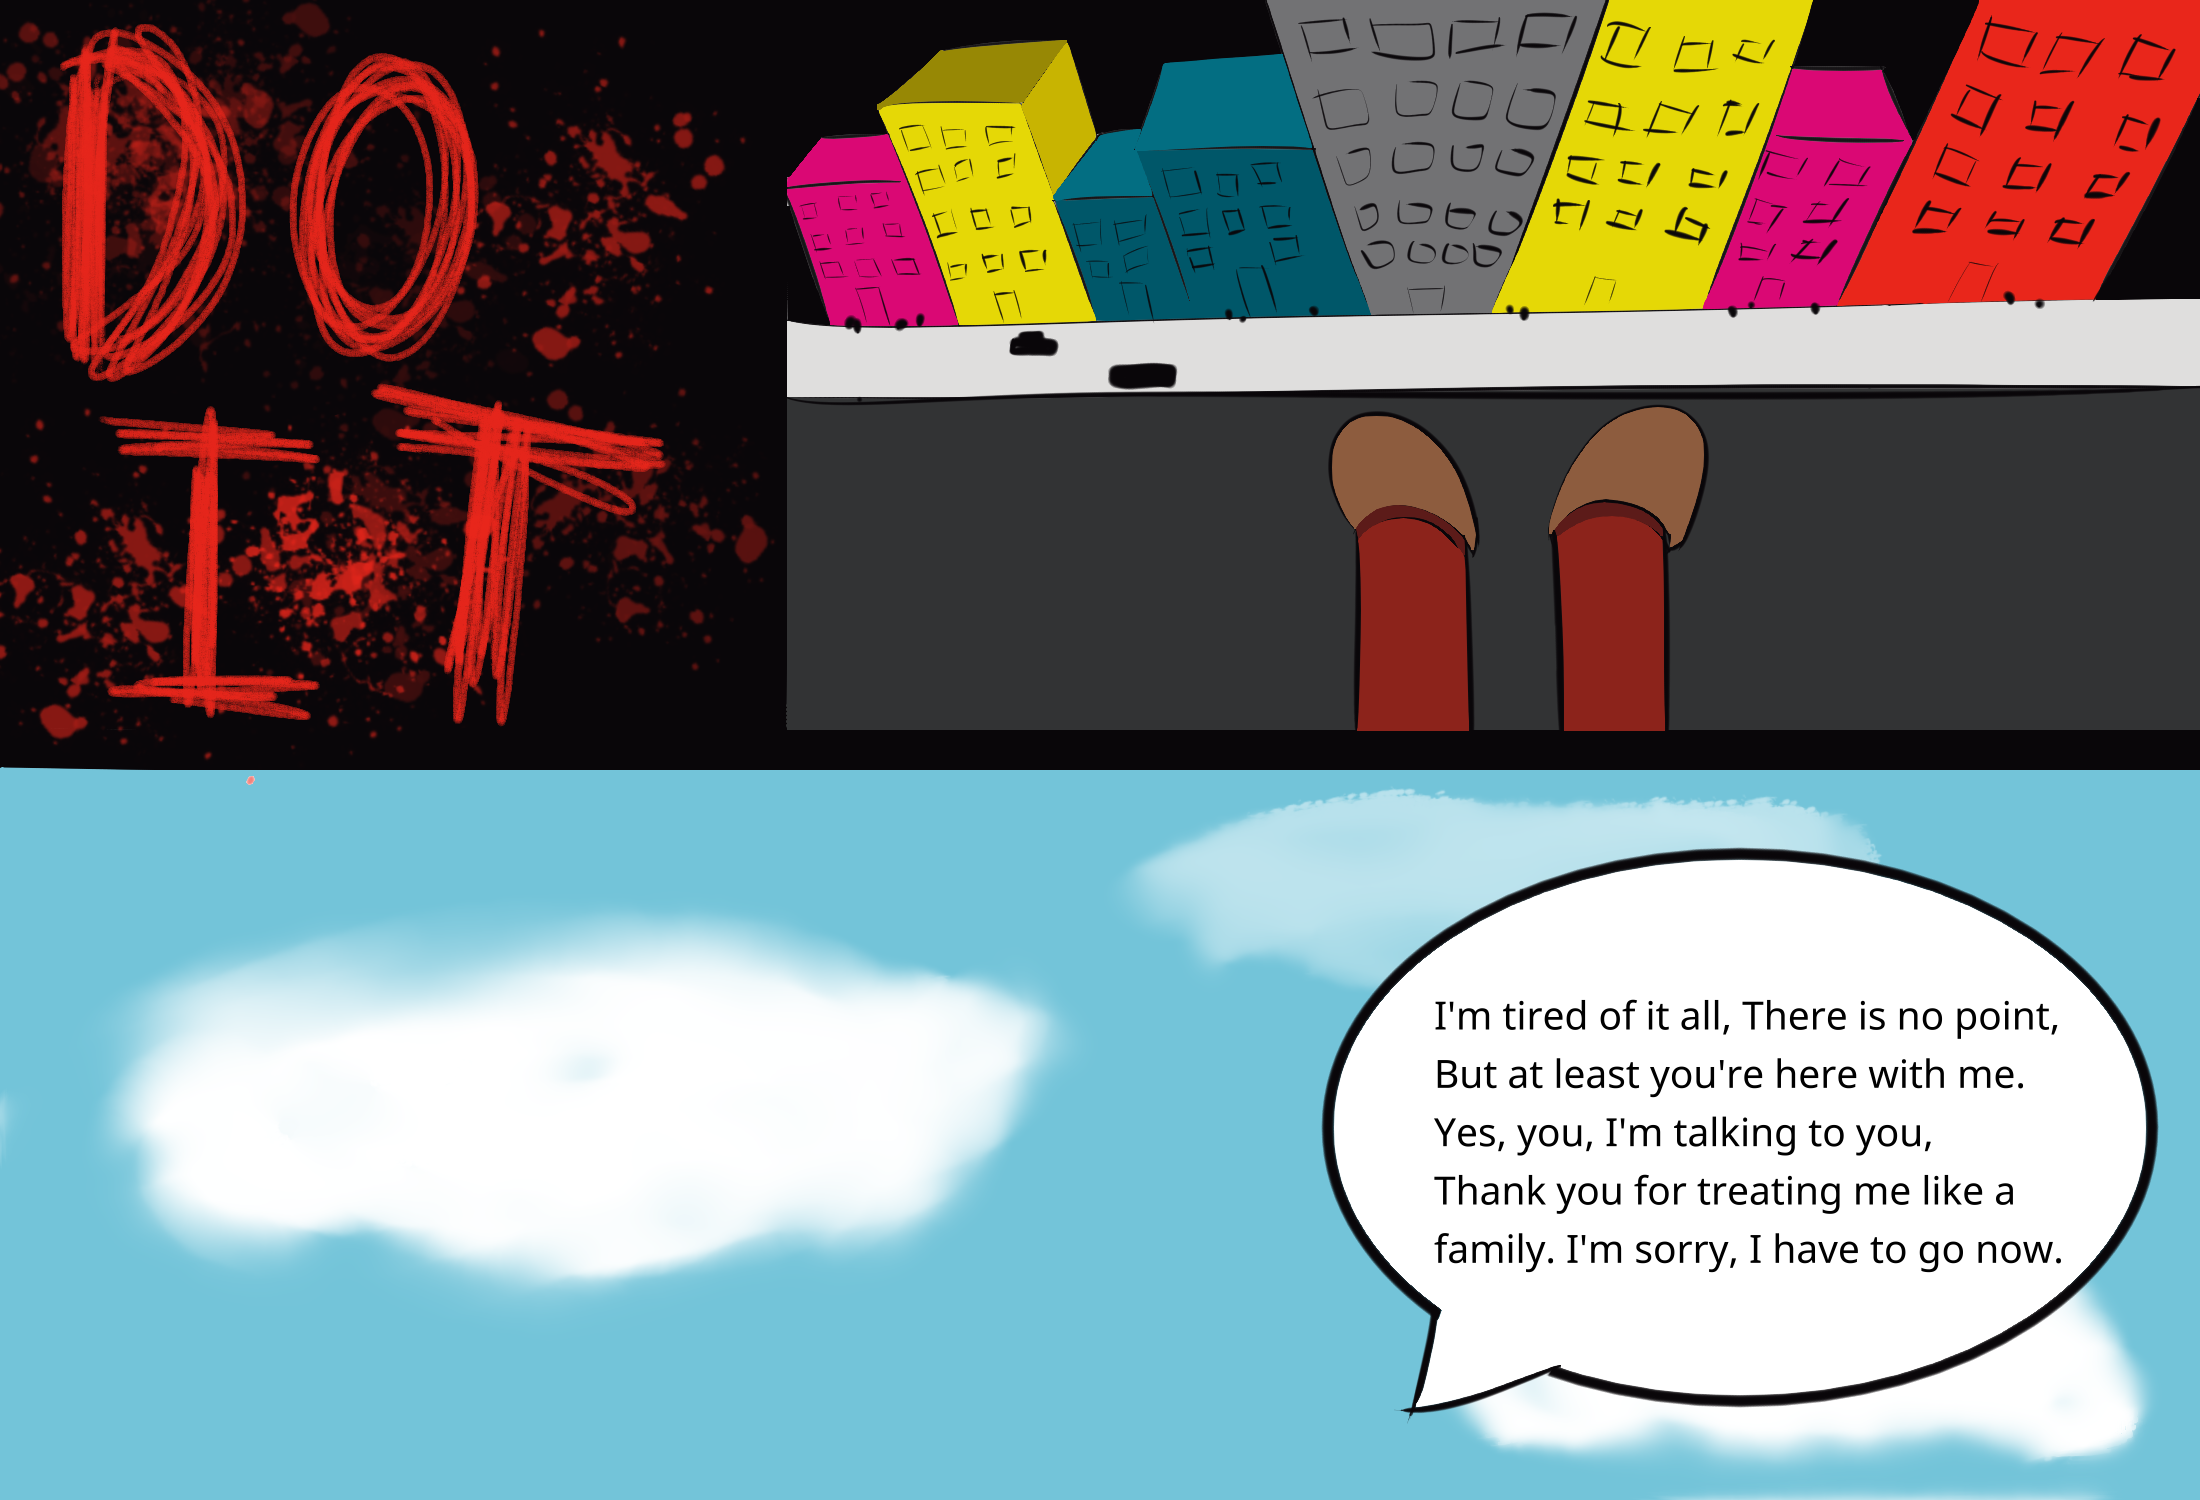 DO
IT
I'm tired of it all, There is no point,
But at least you're here with me.
Yes, you, I'm talking to you,
Thank you for treating me like a
family. I'm sorry, I have to go now.